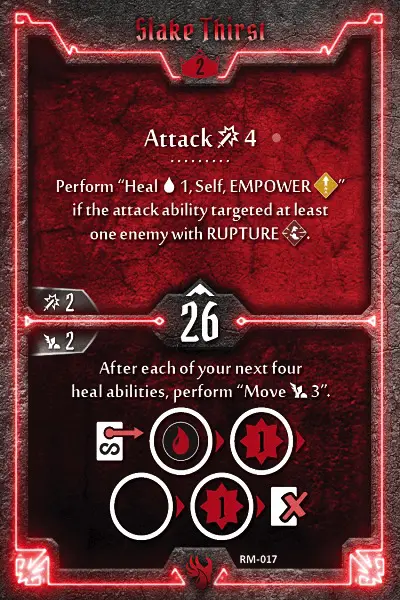 Slake Thirst
2
Attack 4
Perform “Heal 1, Self, EMPOWER ”
if the attack ability targeted at least
one enemy with RUPTURE .
2
26
2
After each of your next four
heal abilities, perform “Move 3”.
S
1
1
RM-017